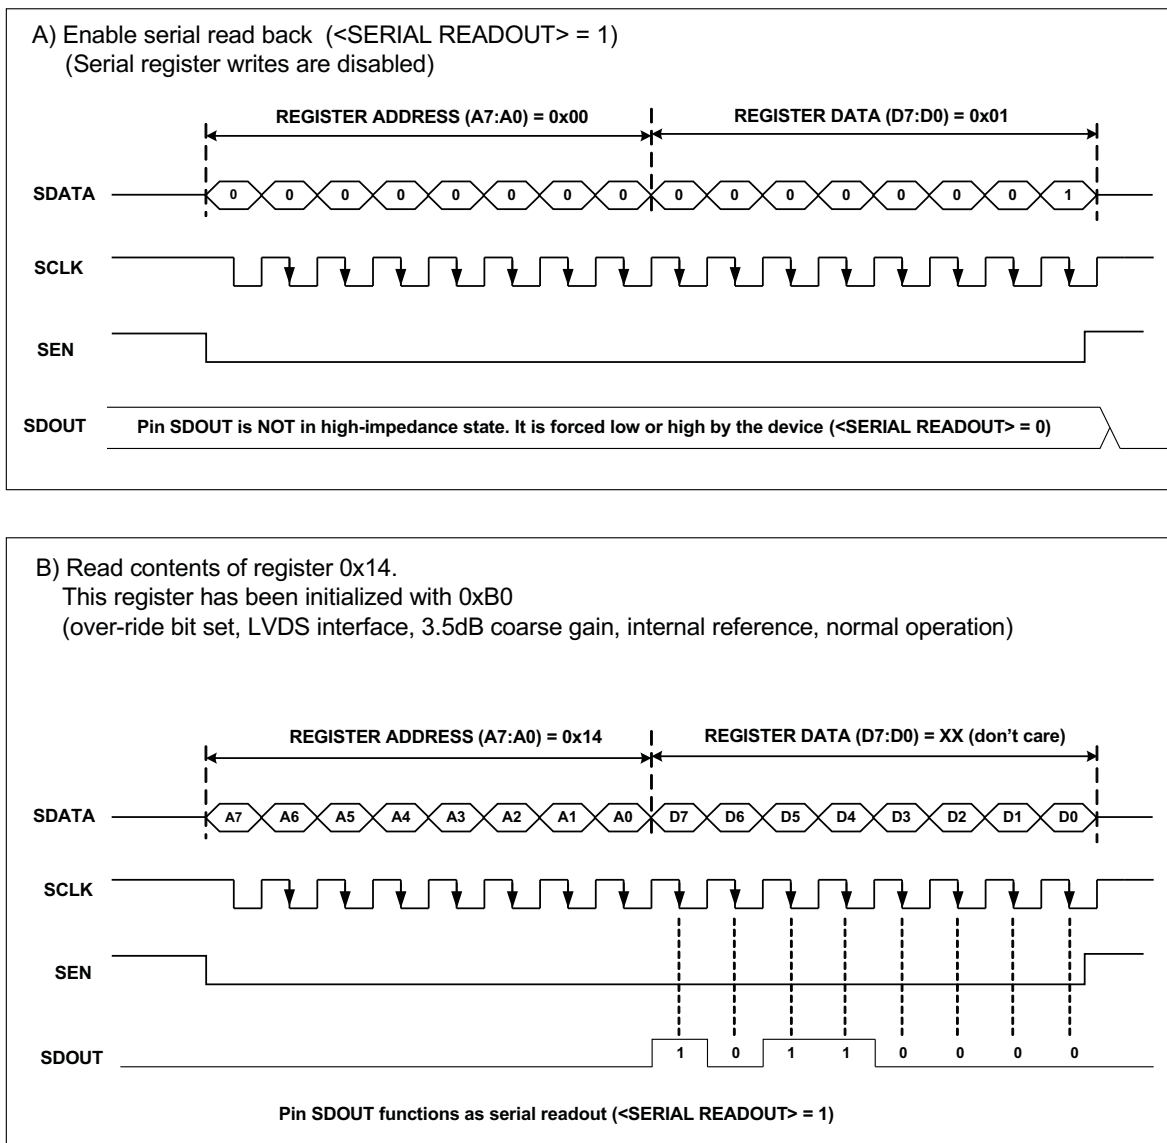 A) Enable serial read back (<SERIAL READOUT> = 1)
(Serial register writes are disabled)
REGISTER ADDRESS (A7:A0) = 0x00 REGISTER DATA (D7:D0) = 0x01
SDATA 0 0 0 0 0 0 0 0 0 0 0 0 0 0 0 1
SCLK
SEN
SDOUT Pin SDOUT is NOT in high-impedance state. It is forced low or high by the device (<SERIAL READOUT> = 0)
B) Read contents of register 0x14.
This register has been initialized with 0xB0
(over-ride bit set, LVDS interface, 3.5dB coarse gain, internal reference, normal operation)
REGISTER ADDRESS (A7:A0) = 0x14 REGISTER DATA (D7:D0) = XX (don't care)
SDATA A7 A6 A5 A4 A3 A2 A1 A0 D7 D6 D5 D4 D3 D2 D1 D0
SCLK
SEN
SDOUT 1 0 1 1 0 0 0 0
Pin SDOUT functions as serial readout (<SERIAL READOUT> = 1)